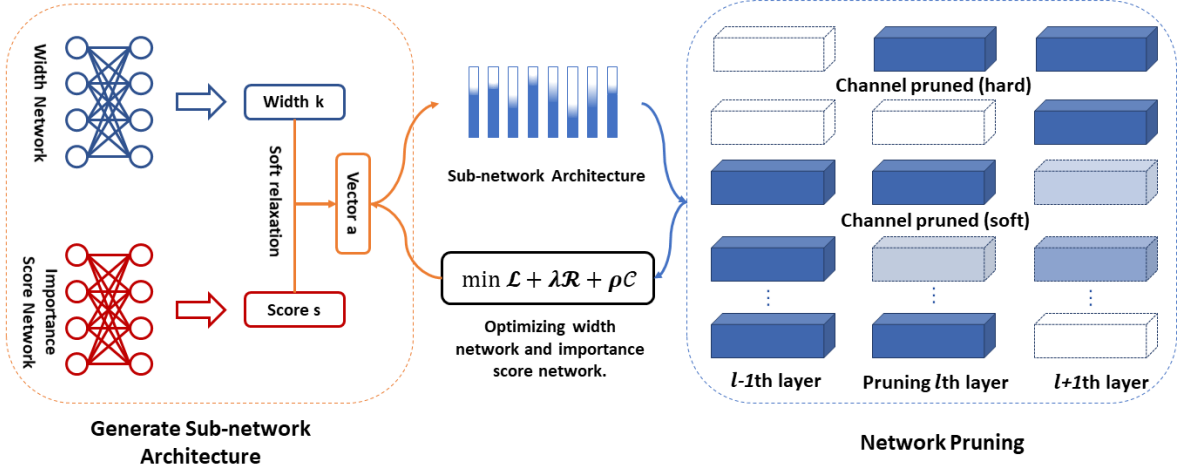 Width Network
Width k
Soft relaxation
Vector a
Importance
Score Network
Score s
Generate Sub-network
Architecture
Sub-network Architecture
min 𝓛 + λ𝓡 + ρ𝒞
Optimizing width
network and importance
score network.
Channel pruned (hard)
Channel pruned (soft)
l-1th layer
Pruning lth layer
l+1th layer
Network Pruning